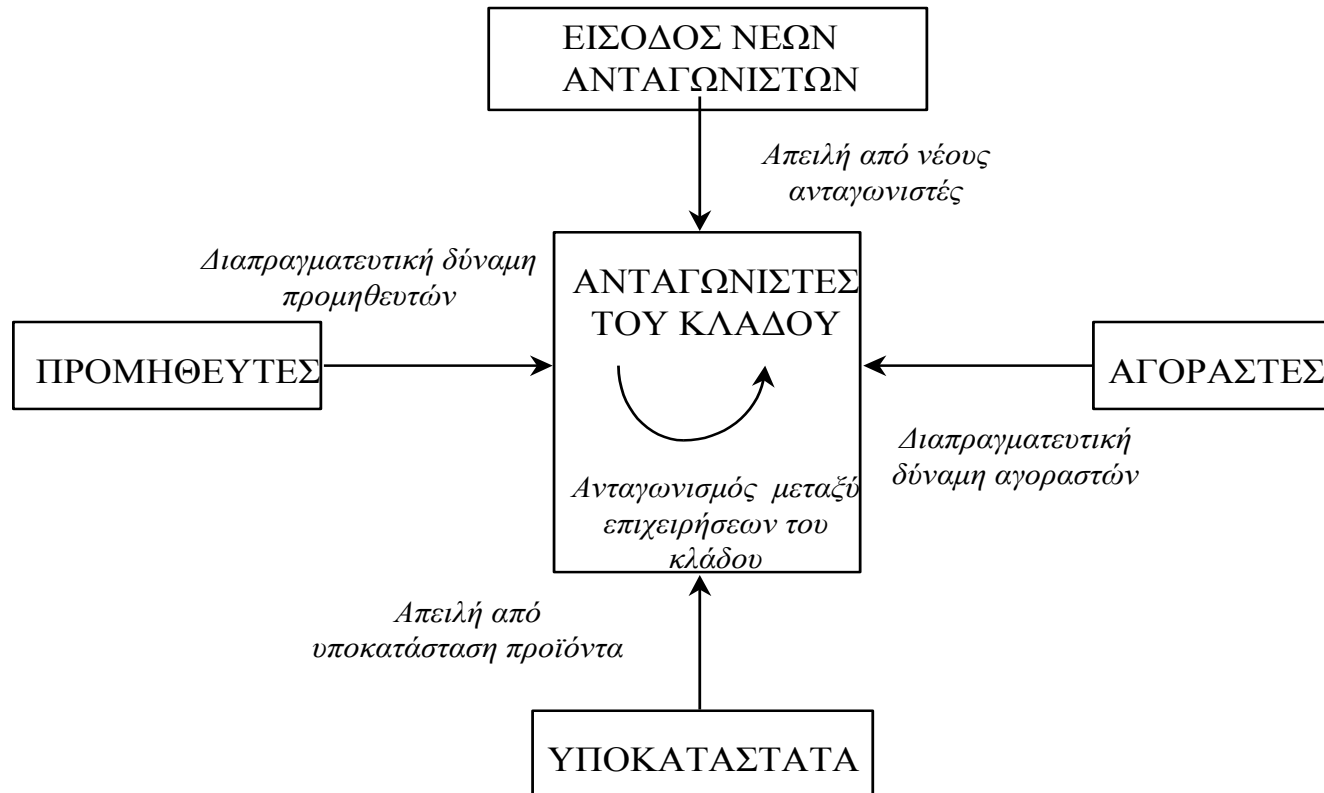 ΕΙΣΟΔΟΣ ΝΕΩΝ
ΑΝΤΑΓΩΝΙΣΤΩΝ
Απειλή από νέους
ανταγωνιστές
Διαπραγματευτική δύναμη
προμηθευτών
ΑΝΤΑΓΩΝΙΣΤΕΣ
ΤΟΥ ΚΛΑΔΟΥ
ΠΡΟΜΗΘΕΥΤΕΣ
ΑΓΟΡΑΣΤΕΣ
Διαπραγματευτική
δύναμη αγοραστών
Ανταγωνισμός μεταξύ
επιχειρήσεων του
κλάδου
Απειλή από
υποκατάσταση προϊόντα
ΥΠΟΚΑΤΑΣΤΑΤΑ